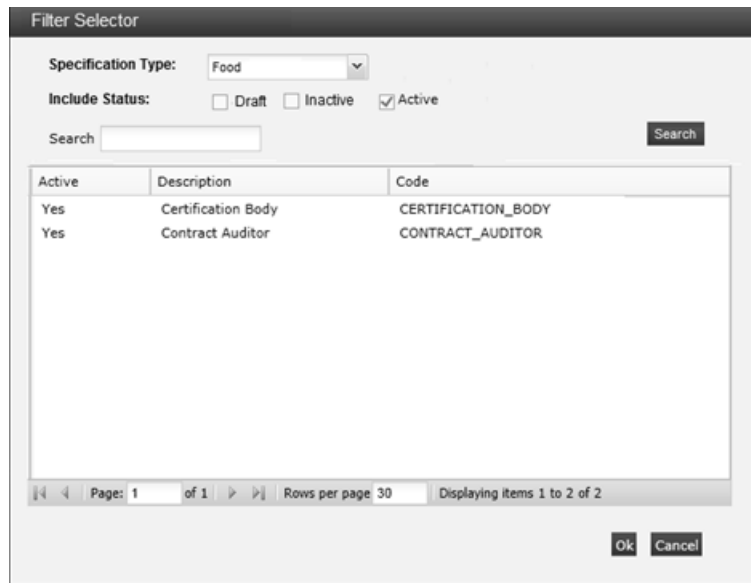 Filter Selector
Specification Type: Food
Include Status: Draft Inactive Active
Search Search
Active Description Code
Yes Certification Body CERTIFICATION_BODY
Yes Contract Auditor CONTRACT_AUDITOR
Page: 1 of 1 Rows per page 30 Displaying items 1 to 2 of 2
Ok Cancel